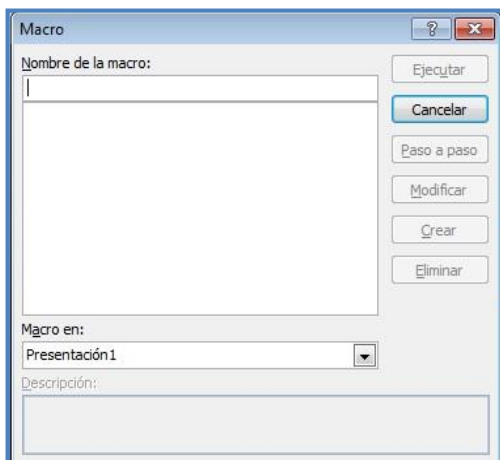 Macro
Nombre de la macro:
Ejecutar
Cancelar
Paso a paso
Modificar
Crear
Eliminar
Macro en:
Presentación1
Descripción: